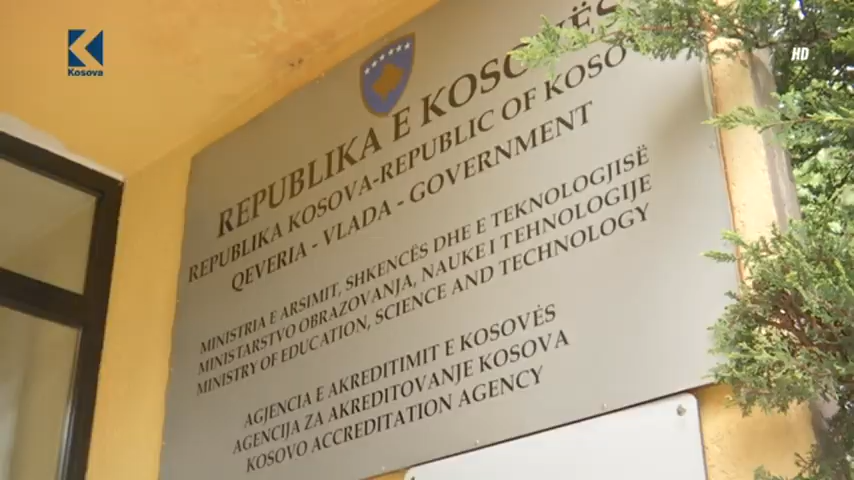 Kosova
HD
REPUBLIKA E KOSOVËS
REPUBLIKA KOSOVA-REPUBLIC OF KOSO
QEVERIA - VLADA - GOVERNMENT
MINISTRIA E ARSIMIT, SHKENCËS DHE E TEKNOLOGJISË
MINISTARSTVO OBRAZOVANJA, NAUKE I TEHNOLOGIJE
MINISTRY OF EDUCATION, SCIENCE AND TECHNOLOGY
AGJENCIA E AKREDITIMIT E KOSOVËS
AGENCIJA ZA AKREDITOVANJE KOSOVA
KOSOVO ACCREDITATION AGENCY